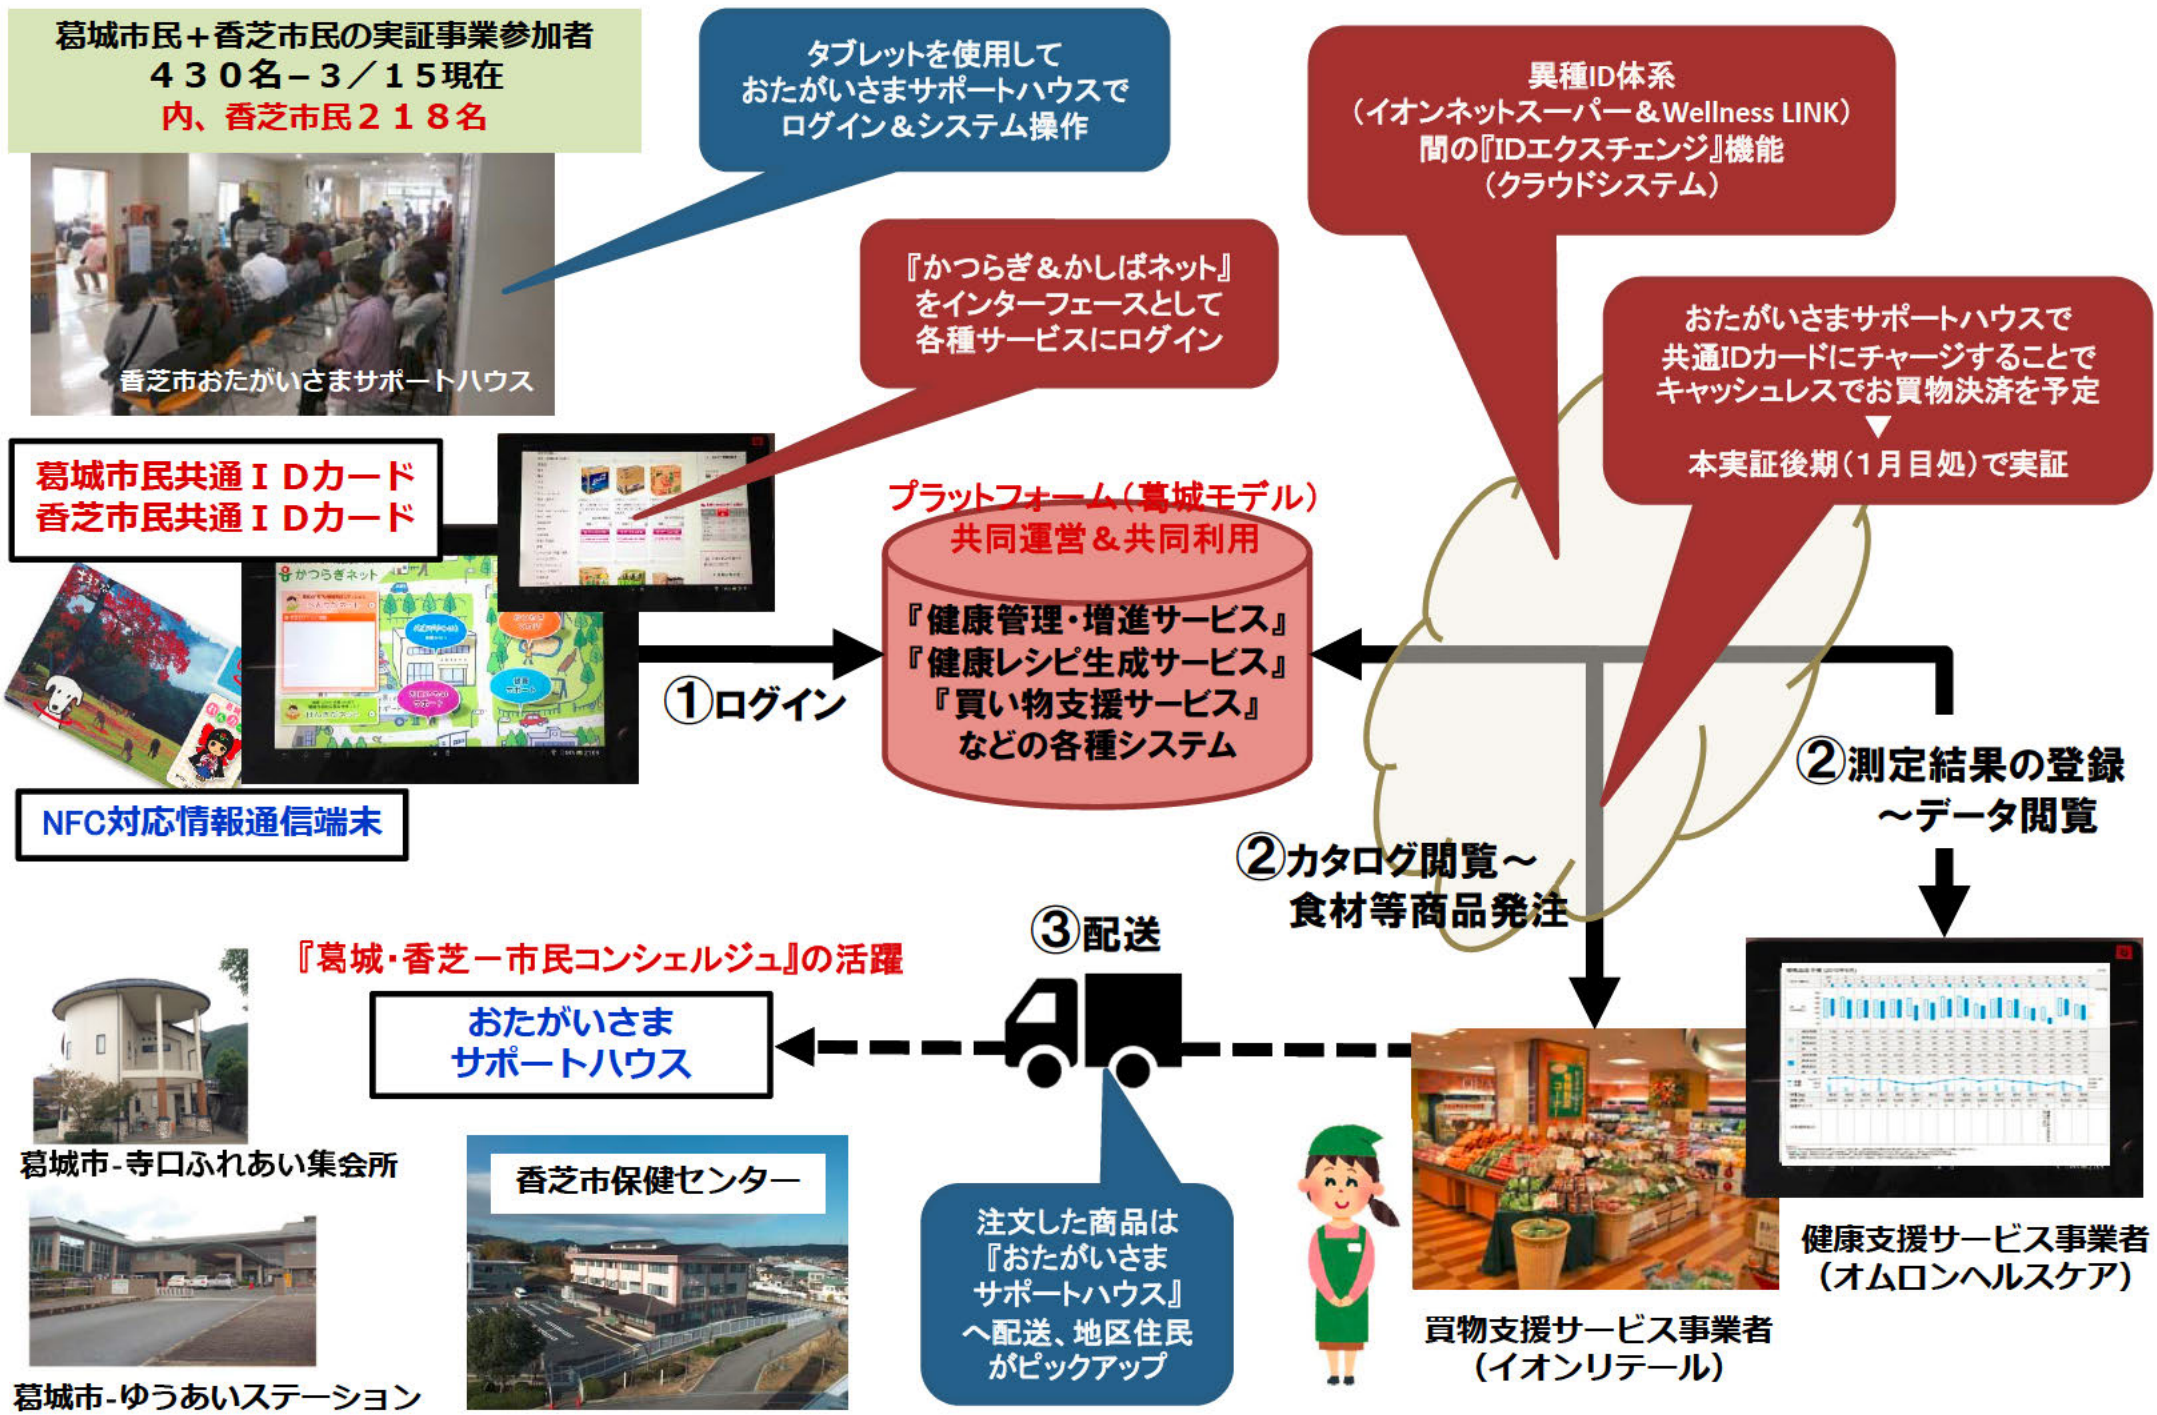 葛城市民＋香芝市民の実証事業参加者
４３０名－３／１５現在
内、香芝市民２１８名
香芝市おたがいさまサポートハウス
タブレットを使用して
おたがいさまサポートハウスで
ログイン＆システム操作
『かつらぎ＆かしばネット』
をインターフェースとして
各種サービスにログイン
異種ID体系
（イオンネットスーパー＆Wellness LINK）
間の『IDエクスチェンジ』機能
（クラウドシステム）
おたがいさまサポートハウスで
共通IDカードにチャージすることで
キャッシュレスでお買物決済を予定
▼
本実証後期（１月目処）で実証
葛城市民共通ＩＤカード
香芝市民共通ＩＤカード
かつらぎネット
NFC対応情報通信端末
①ログイン
プラットフォーム（葛城モデル）
共同運営＆共同利用
『健康管理・増進サービス』
『健康レシピ生成サービス』
『買い物支援サービス』
などの各種システム
②測定結果の登録
～データ閲覧
②カタログ閲覧～
食材等商品発注
③配送
『葛城・香芝－市民コンシェルジュ』の活躍
おたがいさま
サポートハウス
葛城市-寺口ふれあい集会所
葛城市-ゆうあいステーション
香芝市保健センター
注文した商品は
『おたがいさま
サポートハウス』
へ配送、地区住民
がピックアップ
買物支援サービス事業者
（イオンリテール）
健康支援サービス事業者
（オムロンヘルスケア）